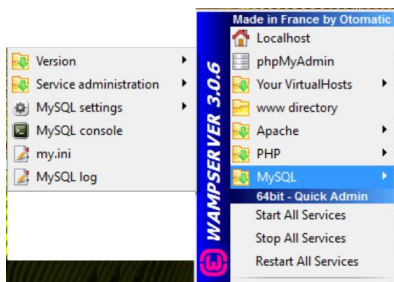 Version
Service administration
MySQL settings
MySQL console
my.ini
MySQL log
WAMPSERVER 3.0.6
Made in France by Otomatic
Localhost
phpMyAdmin
Your VirtualHosts
www directory
Apache
PHP
MySQL
64bit - Quick Admin
Start All Services
Stop All Services
Restart All Services